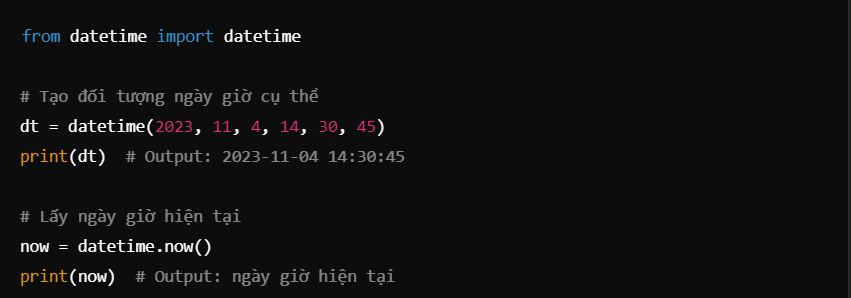 from datetime import datetime
# Tạo đối tượng ngày giờ cụ thể
dt = datetime(2023, 11, 4, 14, 30, 45)
print(dt)  # Output: 2023-11-04 14:30:45
# Lấy ngày giờ hiện tại
now = datetime.now()
print(now)  # Output: ngày giờ hiện tại